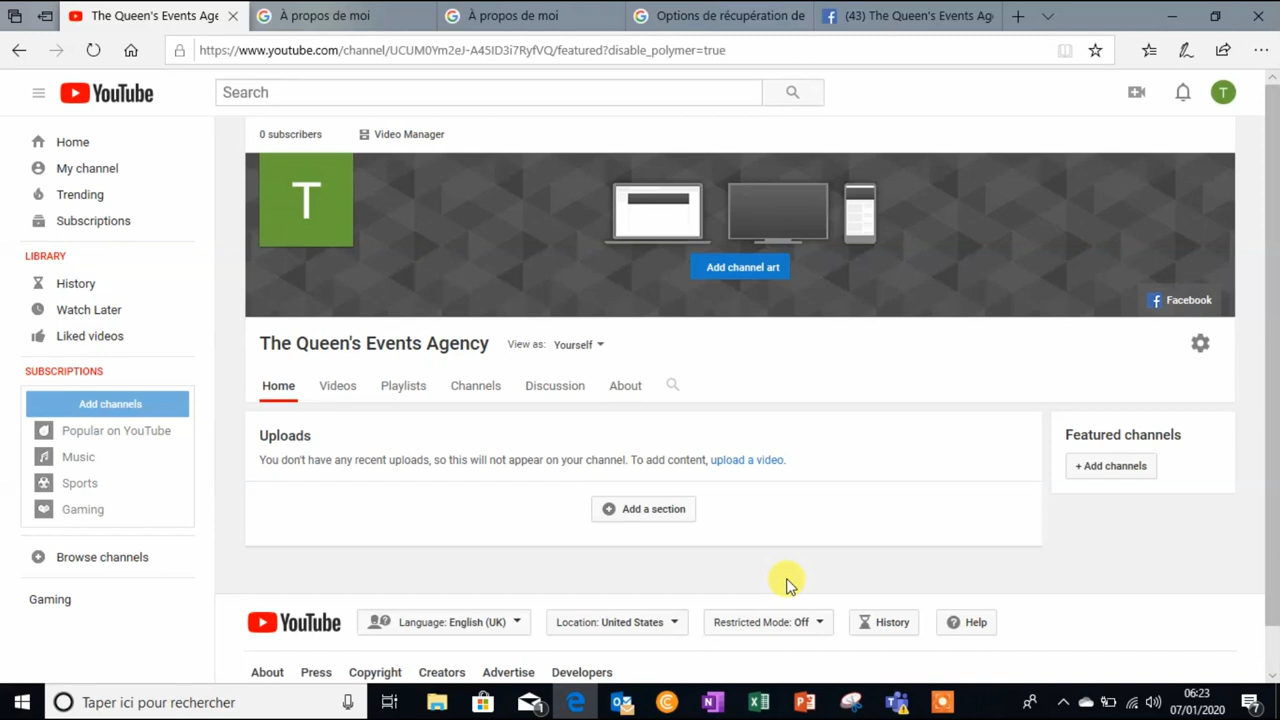 The Queen's Events Age
À propos de moi
À propos de moi
Options de récupération de
(43) The Queen's Events Ag
https://www.youtube.com/channel/UCUM0Ym2eJ-A45ID3i7RyfVQ/featured?disable_polymer=true
YouTube
Search
T
0 subscribers
Video Manager
Home
My channel
Trending
Subscriptions
LIBRARY
History
Watch Later
Liked videos
SUBSCRIPTIONS
Add channels
Popular on YouTube
Music
Sports
Gaming
Browse channels
Gaming
T
Add channel art
Facebook
The Queen's Events Agency
View as: Yourself
Home Videos Playlists Channels Discussion About
Uploads
You don't have any recent uploads, so this will not appear on your channel. To add content, upload a video.
Add a section
Featured channels
+ Add channels
YouTube
Language: English (UK)
Location: United States
Restricted Mode: Off
History
Help
About Press Copyright Creators Advertise Developers
Taper ici pour rechercher
1
06:23
07/01/2020
7